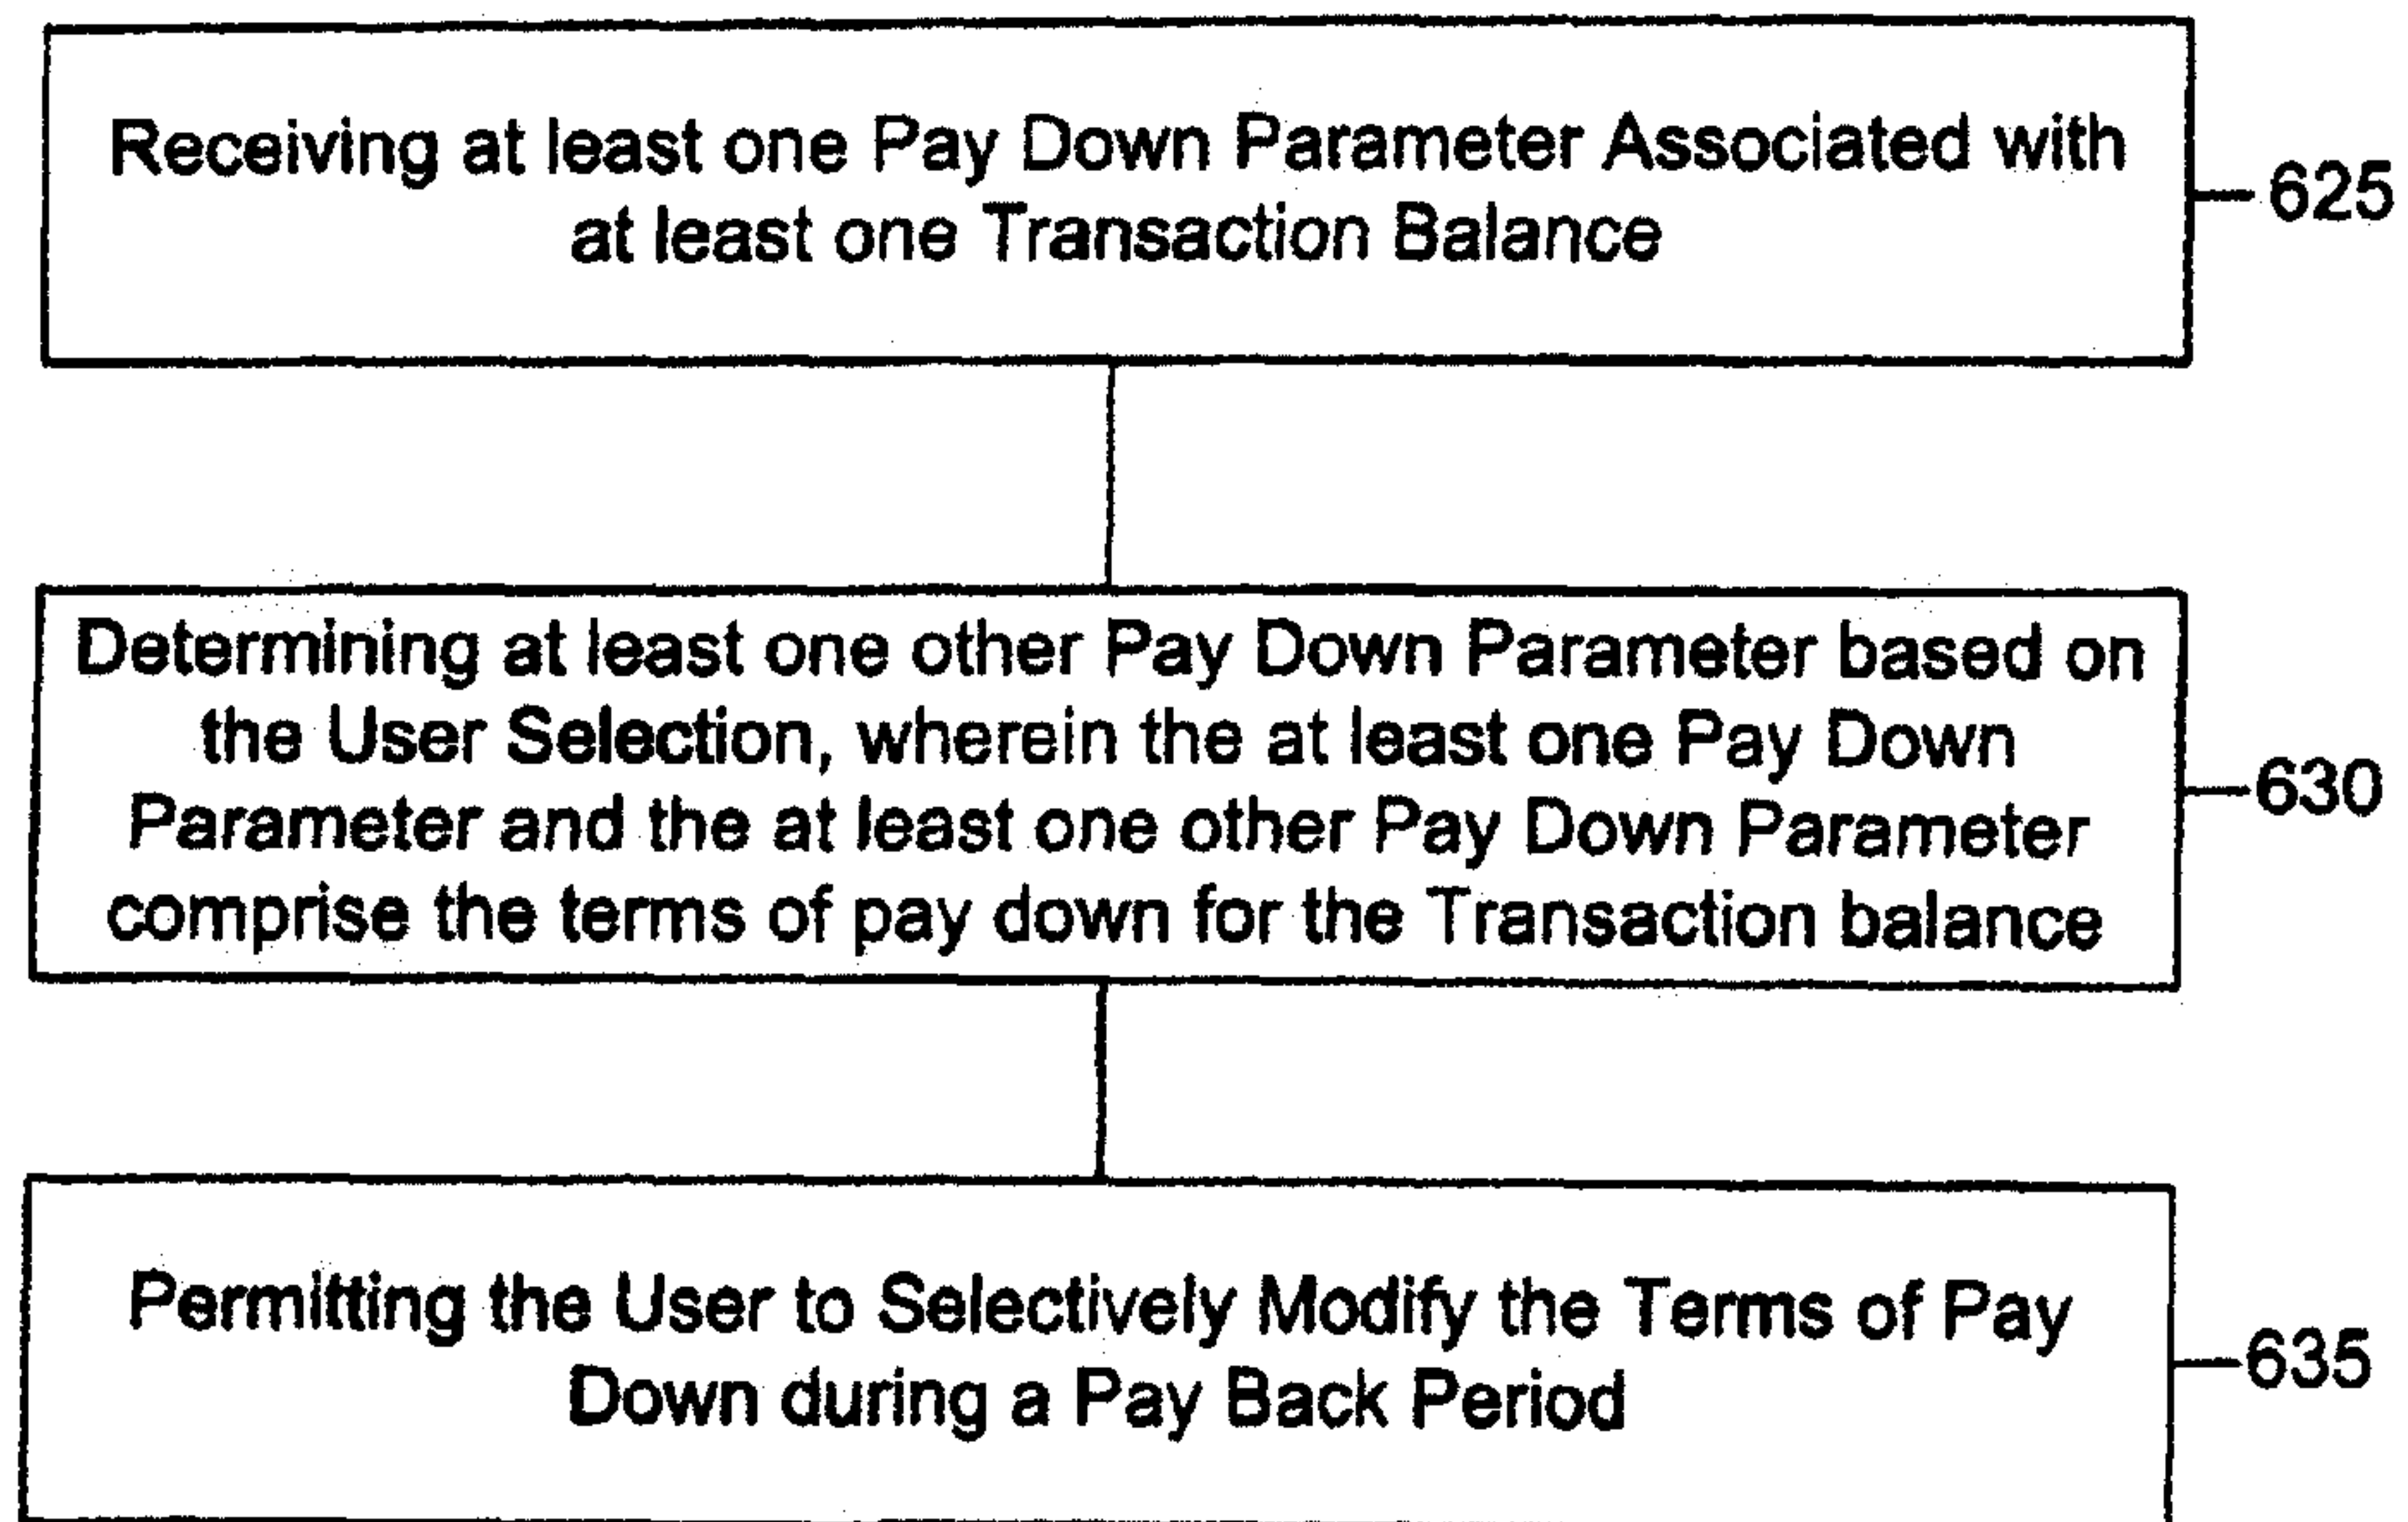 Receiving at least one Pay Down Parameter Associated with
at least one Transaction Balance
625
Determining at least one other Pay Down Parameter based on
the User Selection, wherein the at least one Pay Down
Parameter and the at least one other Pay Down Parameter
comprise the terms of pay down for the Transaction balance
630
Permitting the User to Selectively Modify the Terms of Pay
Down during a Pay Back Period
635